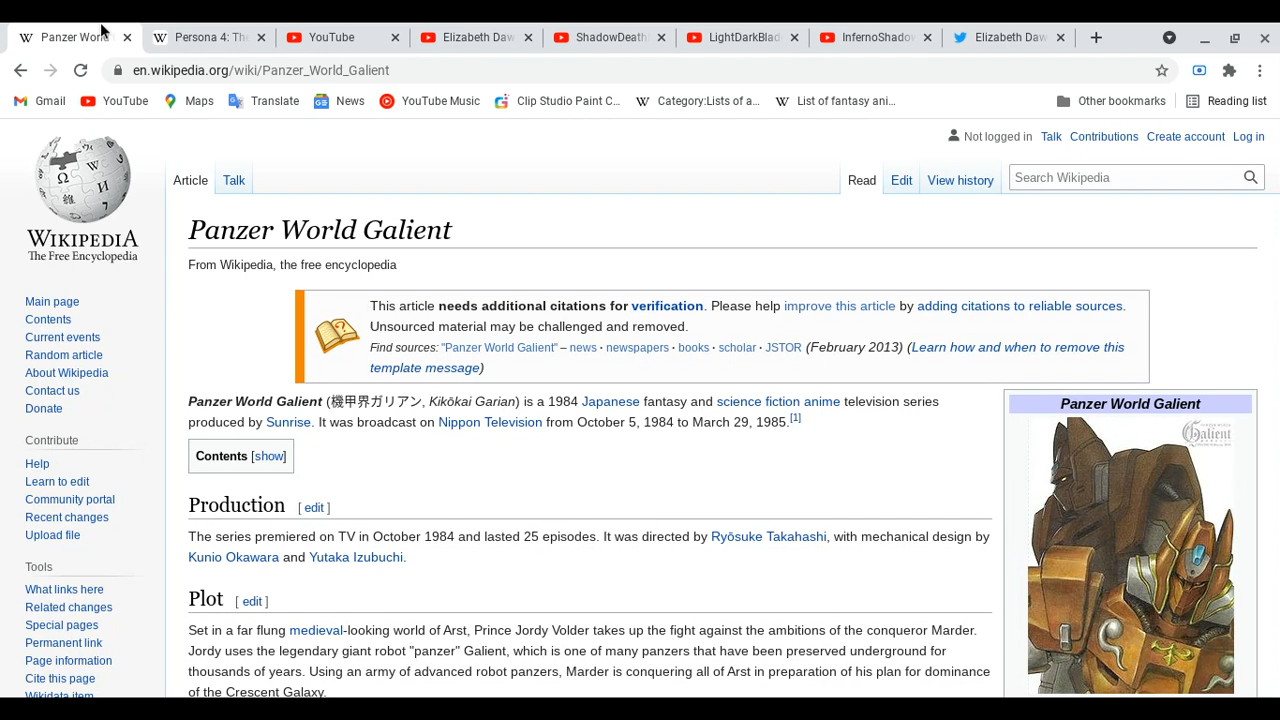 Panzer World
Persona 4: The
YouTube
Elizabeth Daw
ShadowDeath
LightDarkBlad
InfernoShadow
Elizabeth Daw
en.wikipedia.org/wiki/Panzer_World_Galient
Gmail
YouTube
Maps
Translate
News
YouTube Music
Clip Studio Paint C...
Category:Lists of a...
List of fantasy ani...
Other bookmarks
Reading list
Not logged in Talk Contributions Create account Log in
Article Talk Read Edit View history Search Wikipedia
WIKIPEDIA
The Free Encyclopedia
Main page
Contents
Current events
Random article
About Wikipedia
Contact us
Donate
Contribute
Help
Learn to edit
Community portal
Recent changes
Upload file
Tools
What links here
Related changes
Special pages
Permanent link
Page information
Cite this page
Wikidata item
Panzer World Galient
From Wikipedia, the free encyclopedia
This article needs additional citations for verification. Please help improve this article by adding citations to reliable sources.
Unsourced material may be challenged and removed.
Find sources: "Panzer World Galient" – news · newspapers · books · scholar · JSTOR (February 2013) (Learn how and when to remove this
template message)
Panzer World Galient (機甲界ガリアン, Kikōkai Garian) is a 1984 Japanese fantasy and science fiction anime television series
produced by Sunrise. It was broadcast on Nippon Television from October 5, 1984 to March 29, 1985.[1]
Contents [show]
Production [ edit ]
The series premiered on TV in October 1984 and lasted 25 episodes. It was directed by Ryōsuke Takahashi, with mechanical design by
Kunio Okawara and Yutaka Izubuchi.
Plot [ edit ]
Set in a far flung medieval-looking world of Arst, Prince Jordy Volder takes up the fight against the ambitions of the conqueror Marder.
Jordy uses the legendary giant robot "panzer" Galient, which is one of many panzers that have been preserved underground for
thousands of years. Using an army of advanced robot panzers, Marder is conquering all of Arst in preparation of his plan for dominance
of the Crescent Galaxy.
Panzer World Galient
Galient